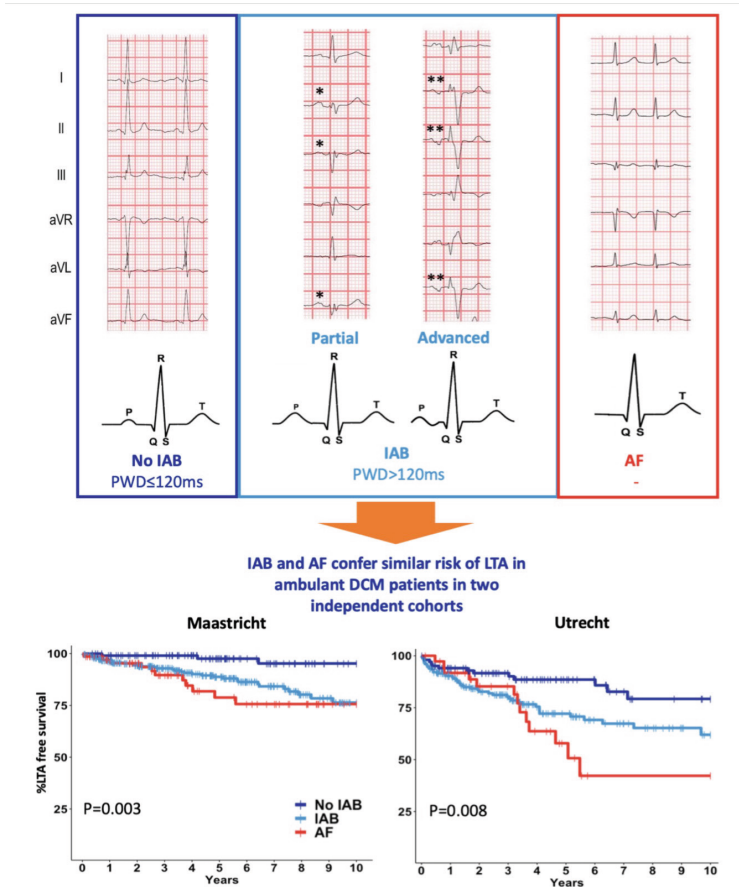 I
II
III
aVR
aVL
aVF
*
*
*
**
**
**
Partial
Advanced
R
P
T
Q S
No IAB
PWD≤120ms
R
P
T
Q S
R
P
T
Q S
IAB
PWD>120ms
T
Q S
AF
-
IAB and AF confer similar risk of LTA in
ambulant DCM patients in two
independent cohorts
Maastricht
%LTA free survival
100
75
50
25
P=0.003
No IAB
IAB
AF
0 1 2 3 4 5 6 7 8 9 10
Years
Utrecht
100
75
50
25
P=0.008
0 1 2 3 4 5 6 7 8 9 10
Years